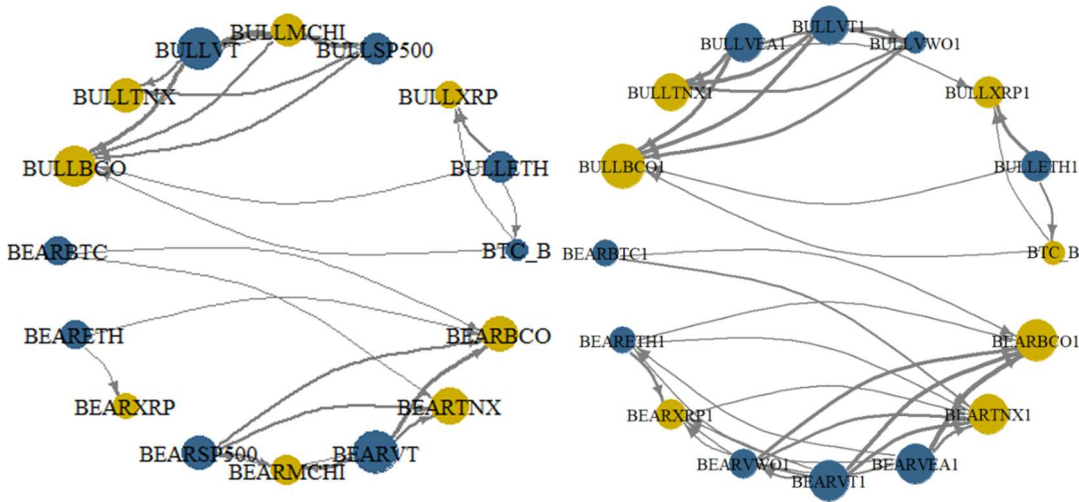 BULLMCHI
BULLVT
BULLSP500
BULLTNX
BULLXRP
BULLBCO
BULLETH
BEARBTC
BTC_B
BEARETH
BEARBCO
BEARXRP
BEARTNX
BEARSP500
BEARVT
BEARMCHI
BULLVT1
BULLVEA1
BULLVWO1
BULLTNX1
BULLXRP1
BULLBCO1
BULLETH1
BEARBTC1
BTC_B
BEARETH1
BEARBCO1
BEARXRP1
BEARTNX1
BEARVWO1
BEARVEA1
BEARVT1